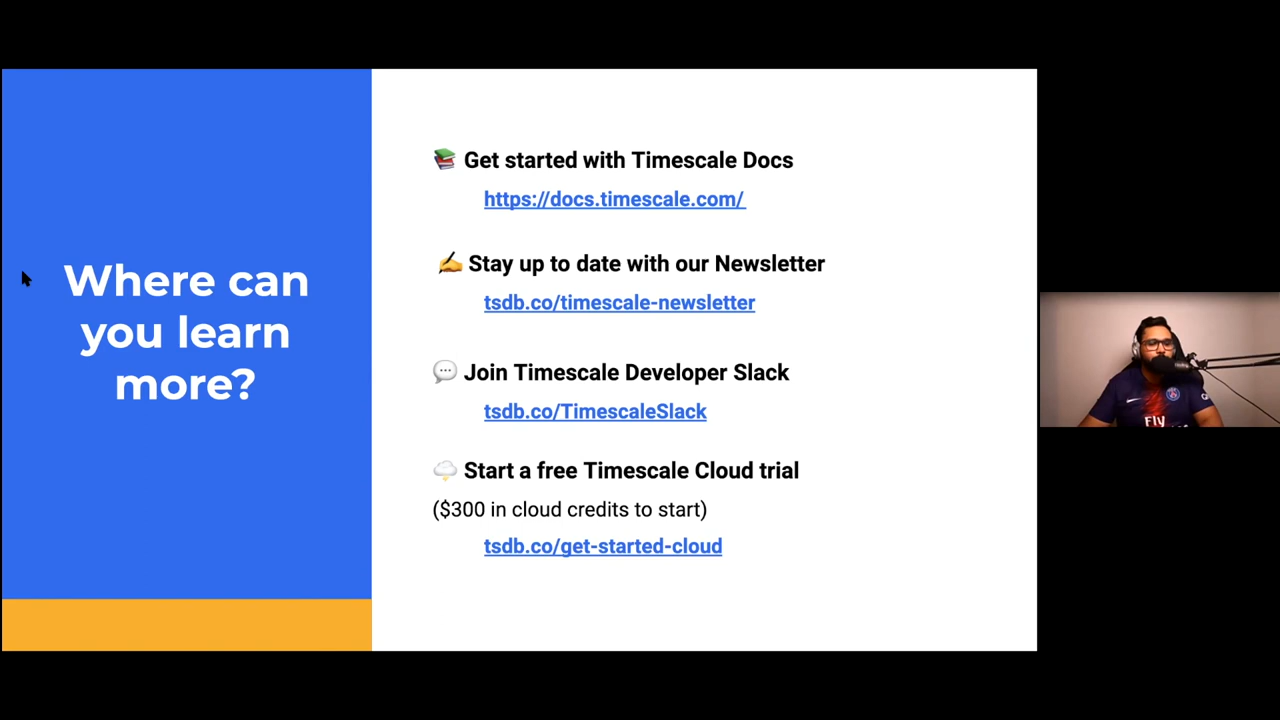 Where can
you learn
more?
Get started with Timescale Docs
https://docs.timescale.com/
Stay up to date with our Newsletter
tsdb.co/timescale-newsletter
Join Timescale Developer Slack
tsdb.co/TimescaleSlack
Start a free Timescale Cloud trial
($300 in cloud credits to start)
tsdb.co/get-started-cloud